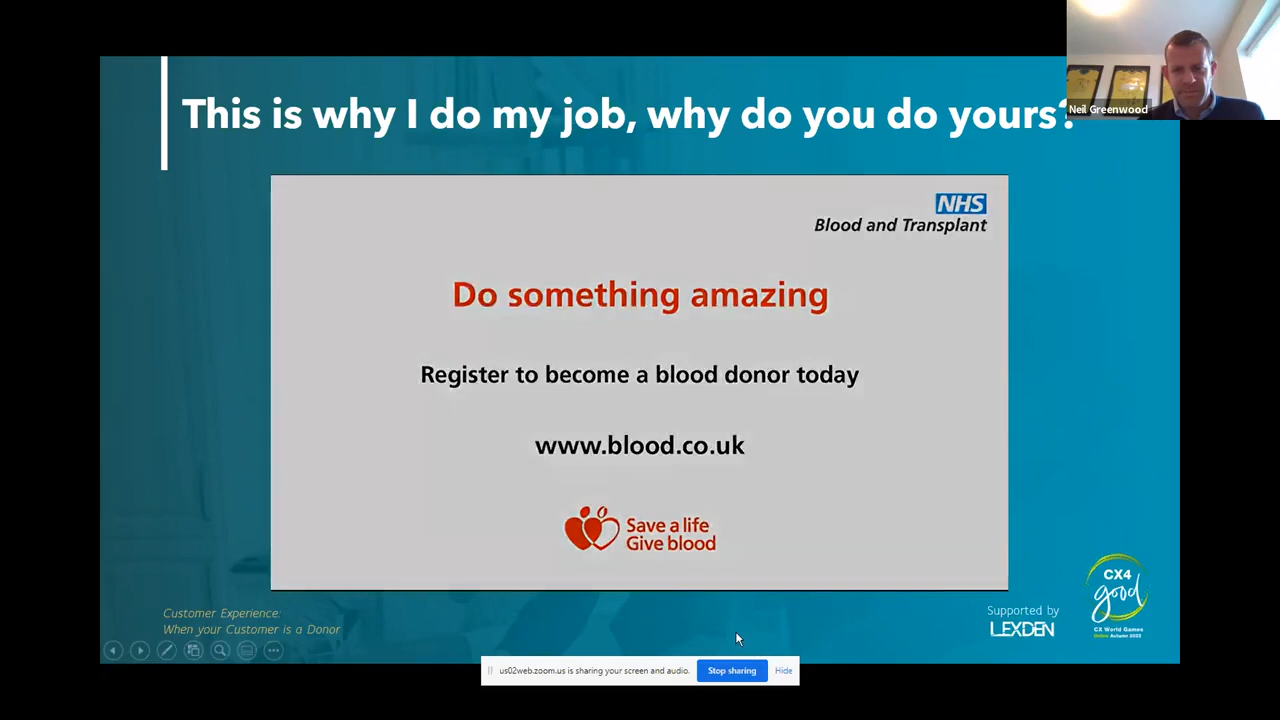 This is why I do my job, why do you do yours?
Neil Greenwood
NHS
Blood and Transplant
Do something amazing
Register to become a blood donor today
www.blood.co.uk
Save a life
Give blood
Customer Experience:
When your Customer is a Donor
Supported by
LEXDEN
CX4
good
CX World Games
Online Autumn 2022
us02web.zoom.us is sharing your screen and audio.
Stop sharing
Hide